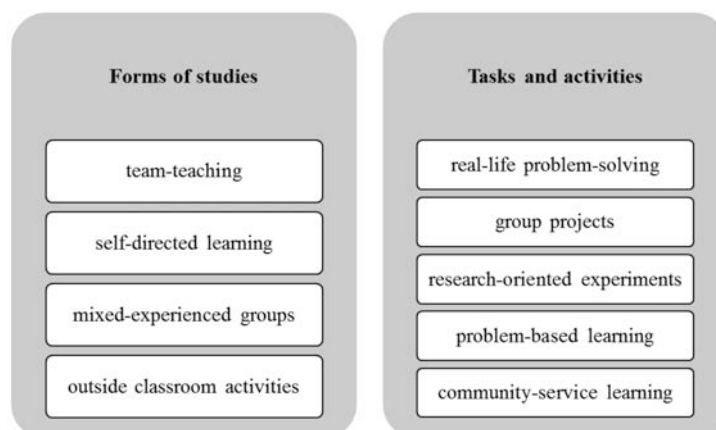 Forms of studies
team-teaching
self-directed learning
mixed-experienced groups
outside classroom activities
Tasks and activities
real-life problem-solving
group projects
research-oriented experiments
problem-based learning
community-service learning